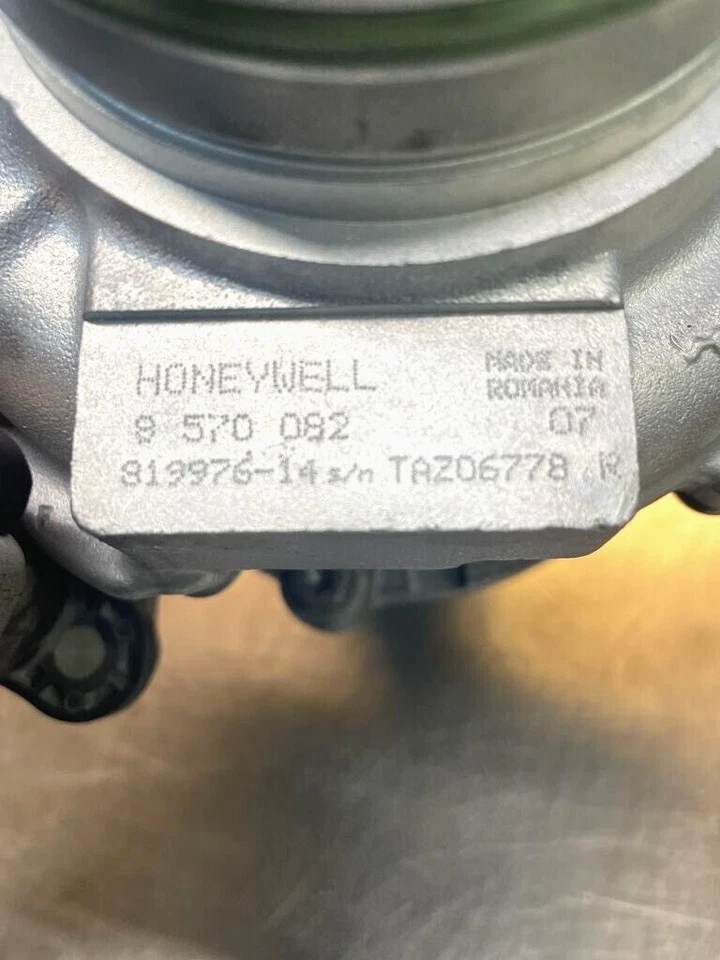 HONEYWELL
MADE IN
ROMANIA
8 570 082 07
819976-14 s/n TAZ06778 R